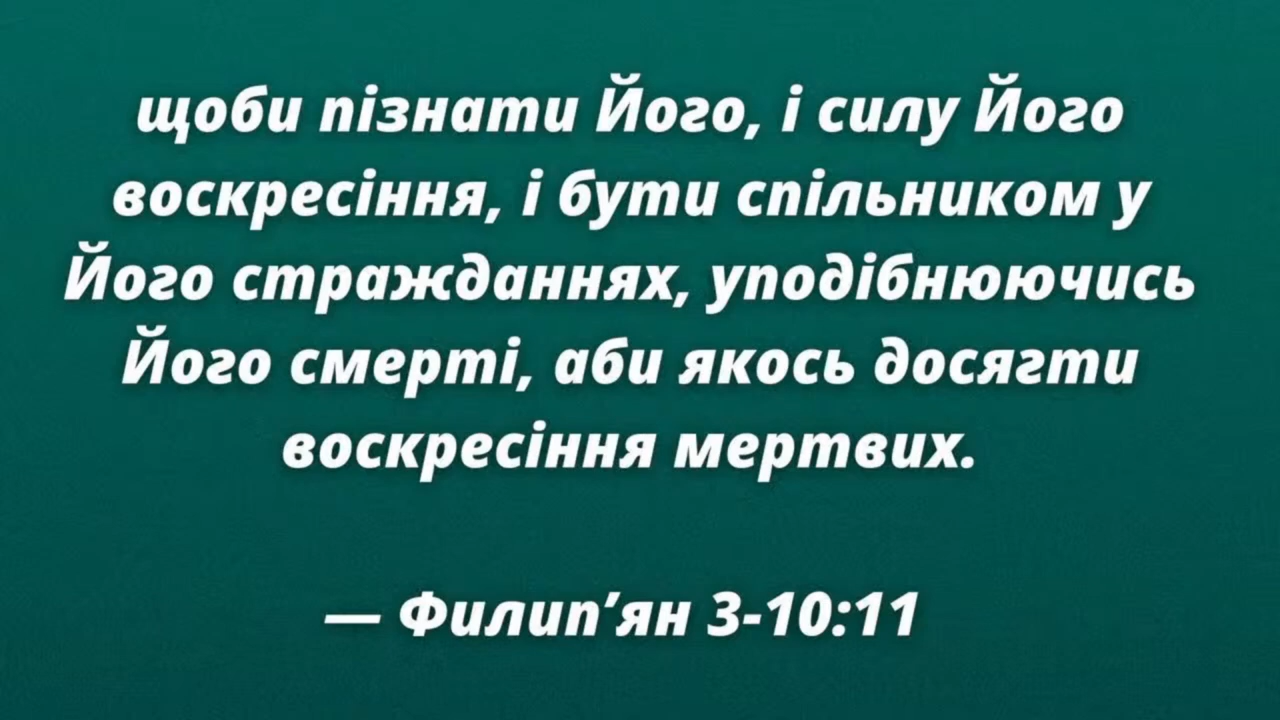 щоби пізнати Його, і силу Його
воскресіння, і бути спільником у
Його стражданнях, уподібнюючись
Його смерті, аби якось досягти
воскресіння мертвих.
— Филип’ян 3-10:11